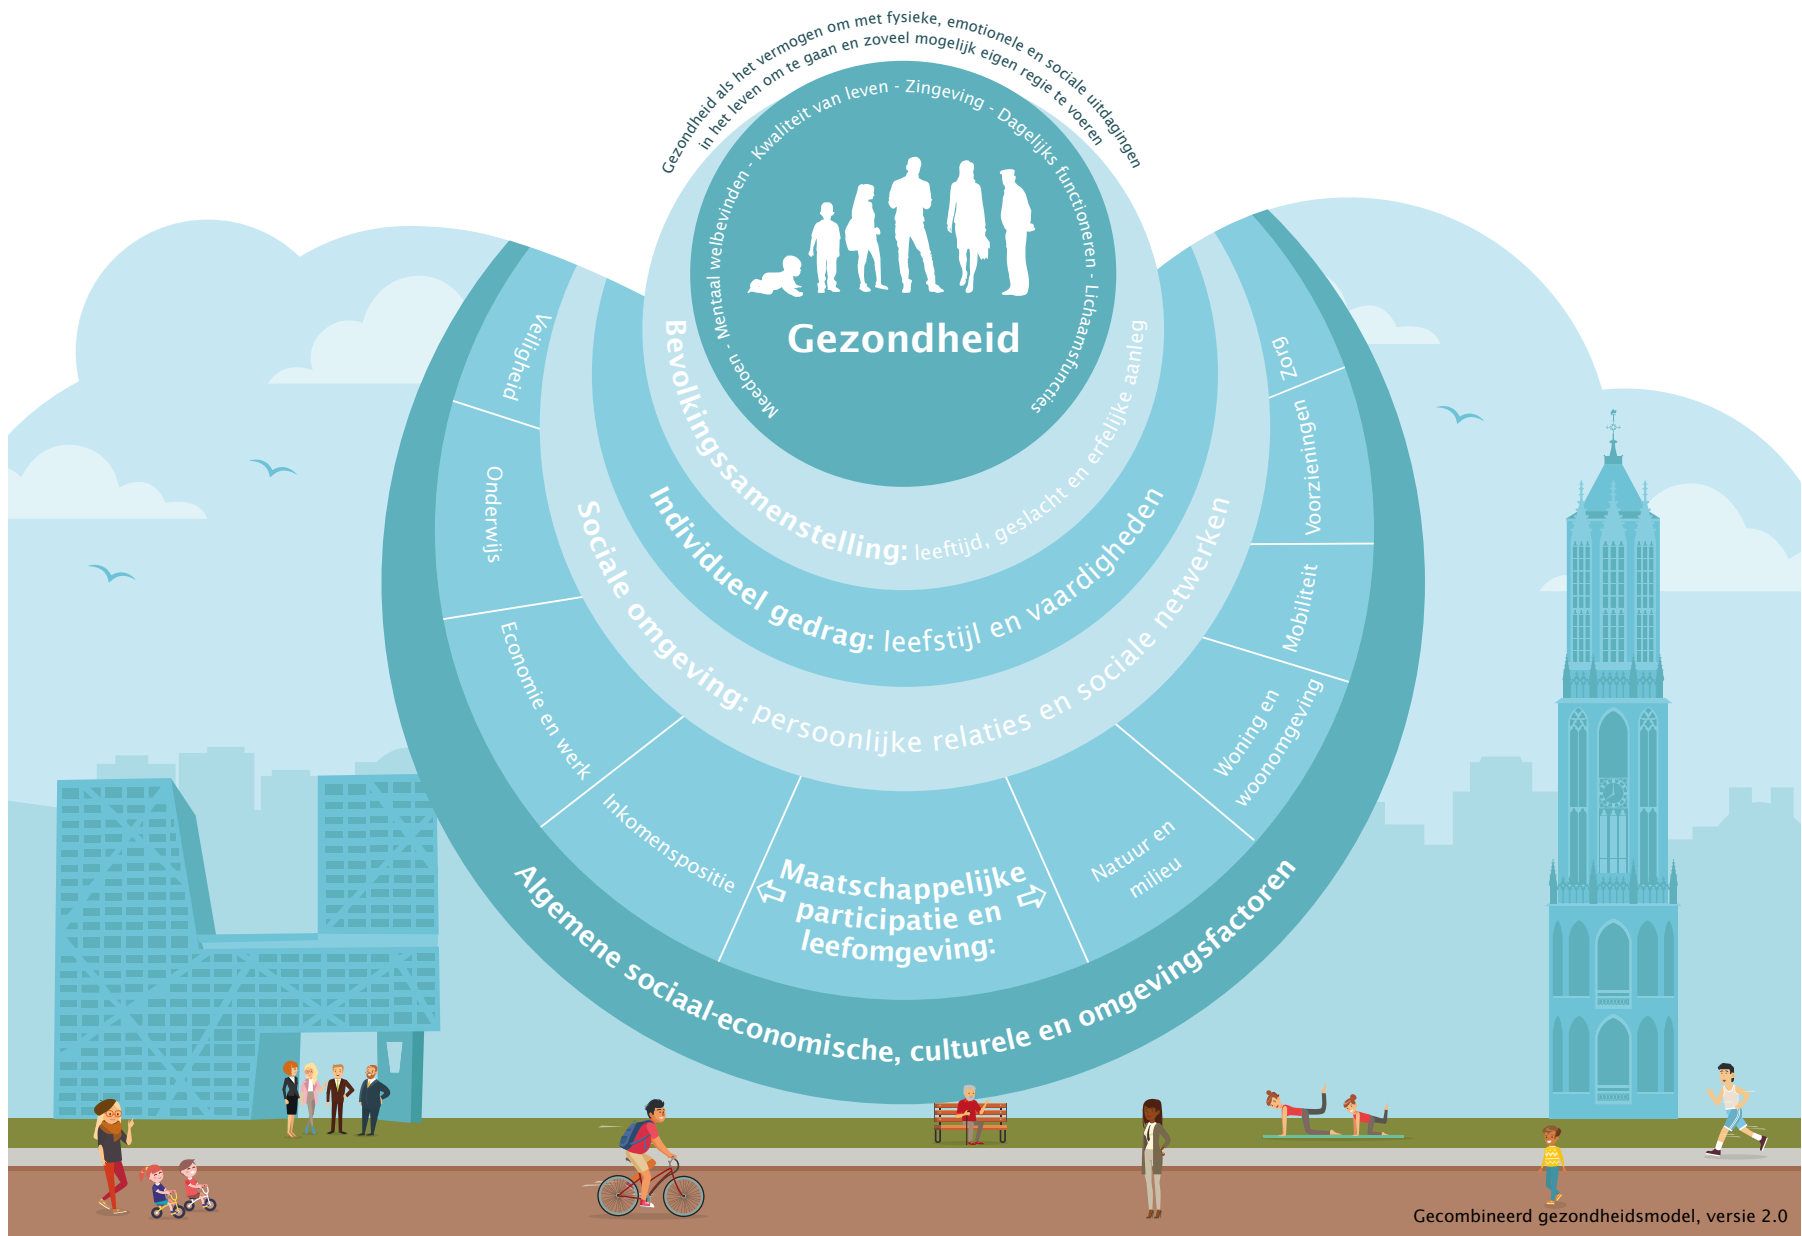 Gezondheid als het vermogen om met fysieke, emotionele en sociale uitdagingen
in het leven om te gaan en zoveel mogelijk eigen regie te voeren
Meedoen - Mentaal welbevinden - Kwaliteit van leven - Zingeving - Dagelijks functioneren - Lichaamsfuncties
Gezondheid
Bevolkingssamenstelling: leeftijd, geslacht en erfelijke aanleg
Individueel gedrag: leefstijl en vaardigheden
Sociale omgeving: persoonlijke relaties en sociale netwerken
Veiligheid
Onderwijs
Economie en werk
Inkomenspositie
Maatschappelijke
participatie en
leefomgeving:
Natuur en
milieu
Woning en
woonomgeving
Mobiliteit
Voorzieningen
Zorg
Algemene sociaal-economische, culturele en omgevingsfactoren
Gecombineerd gezondheidsmodel, versie 2.0